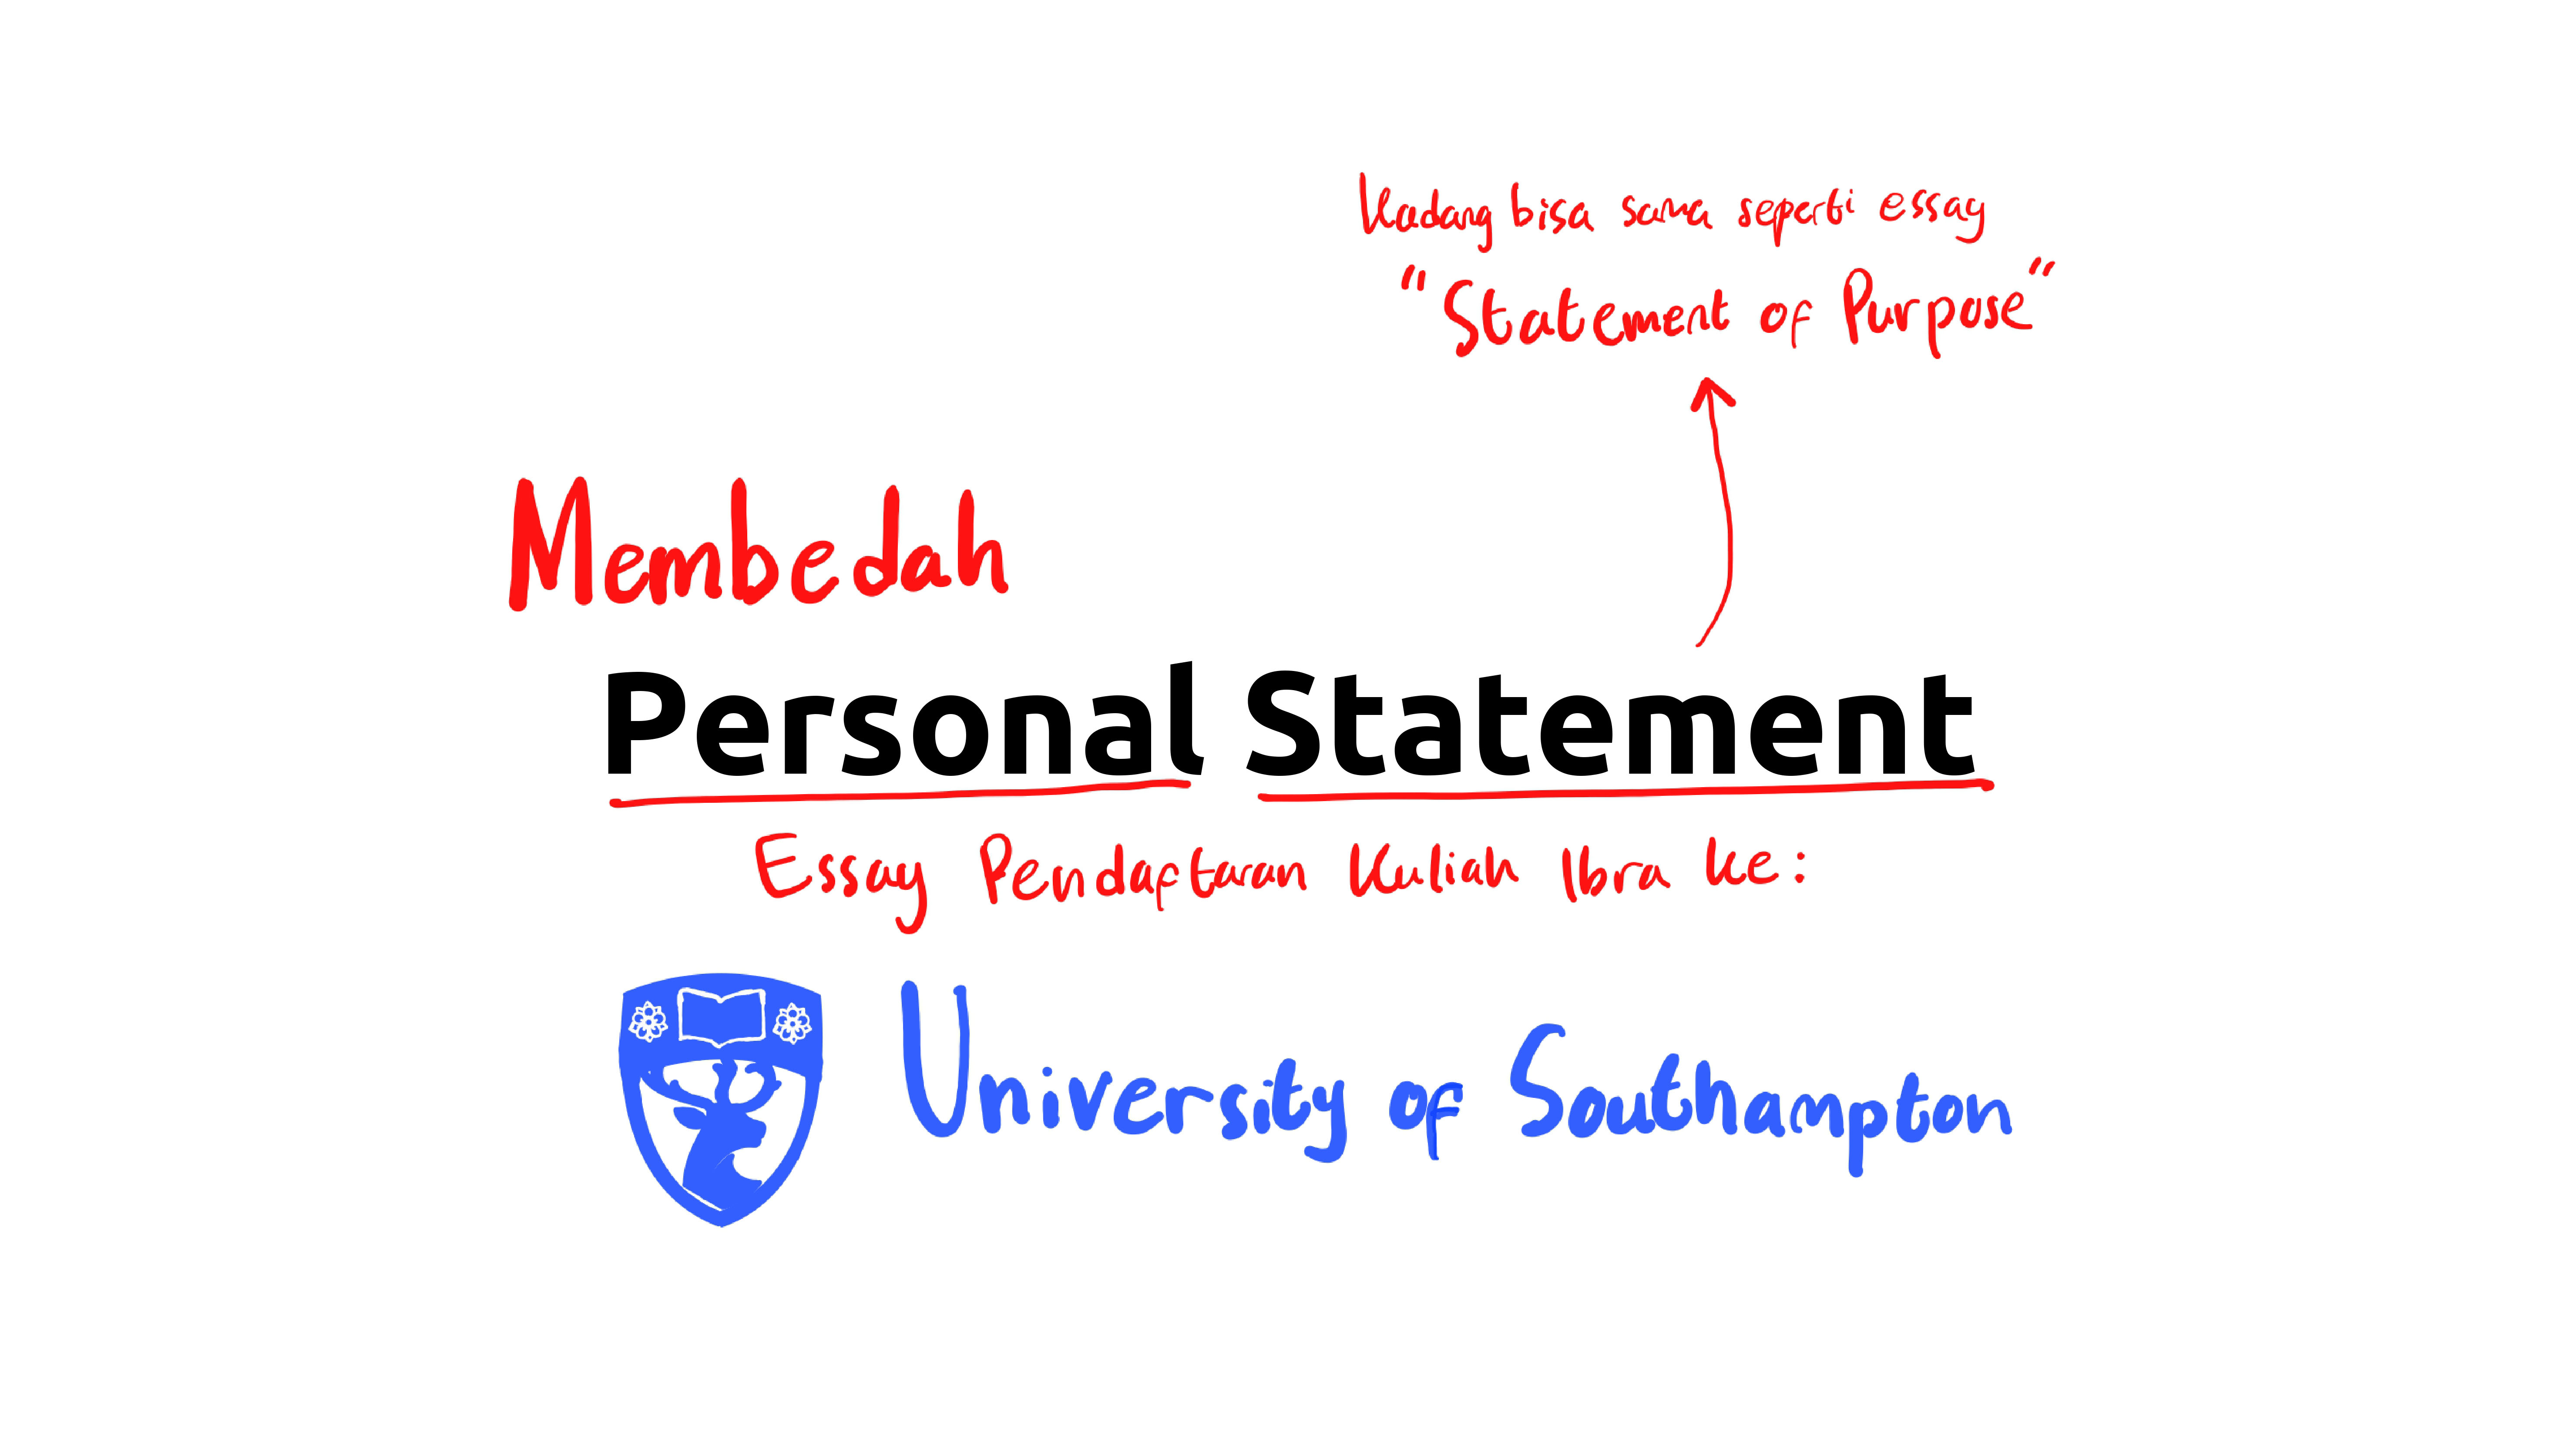 Kadang bisa sama seperti essay
"Statement of Purpose"
Membedah
Personal Statement
Essay Pendaftaran Kuliah Ibra ke:
University of Southampton